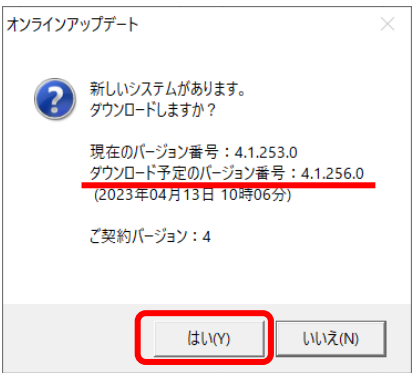 オンラインアップデート
新しいシステムがあります。
ダウンロードしますか？
現在のバージョン番号：4.1.253.0
ダウンロード予定のバージョン番号：4.1.256.0
(2023年04月13日 10時06分)
ご契約バージョン：4
はい(Y)
いいえ(N)